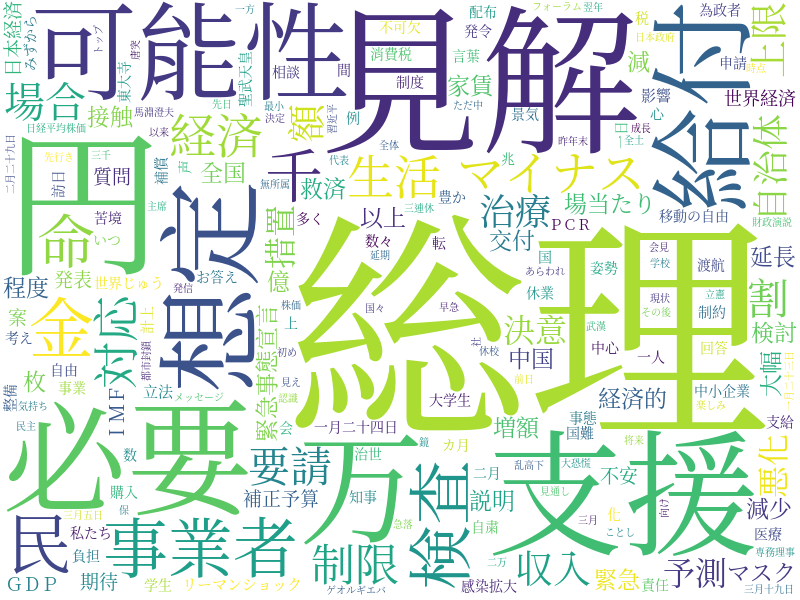 総理
見解
可能性
支援
必要
円
万
想定
給付
命
金
民
事業者
検査
千
経済
生活
マイナス
場合
接触
額
上限
自治体
世界経済
割
延長
検討
大幅
悪化
減少
予測
マスク
収入
制限
要請
対応
措置
治療
交付
決意
中国
経済的
増額
説明
補正予算
緊急事態宣言
緊急
不安
場当たり
以上
救済
全国
家賃
減
税
程度
発表
案
枚
IMF
GDP
期待
億
日本経済
みずから
東大寺
聖武天皇
唐突
トップ
一方
相談
間
消費税
配布
言葉
制度
不可欠
フォーラム
翌年
発令
為政者
日本政府
申請
時点
影響
心
景気
例
ただ中
馬淵澄夫
先日
以来
最小
決定
習近平
昨年末
成長
日
日経平均株価
先行き
三千
二月二十九日
訪日
質問
補償
声
無所属
代表
全体
兆
三連休
豊か
多く
数々
転
延期
移動の自由
財政演説
ＰＣＲ
主席
苦境
いつ
お答え
世界じゅう
発信
国々
早急
あらわれ
国
姿勢
学校
会見
渡航
立憲
現状
その後
制約
休業
武漢
株価
上
初め
休校
社
中心
一人
回答
前日
中小企業
楽しみ
一月二十三日
支給
考え
自由
計上
都市封鎖
整備
気持ち
事業
立法
メッセージ
民主
会
見え
認識
一月二十四日
大学生
事態
国難
カ月
治世
鏡
二月
乱高下
大恐慌
将来
数
購入
三月五日
私たち
保
知事
急落
自粛
見通し
三月
化
ことし
向け
医療
専務理事
負担
学生
リーマンショック
ゲオルギエバ
二万
感染拡大
責任
三月十九日